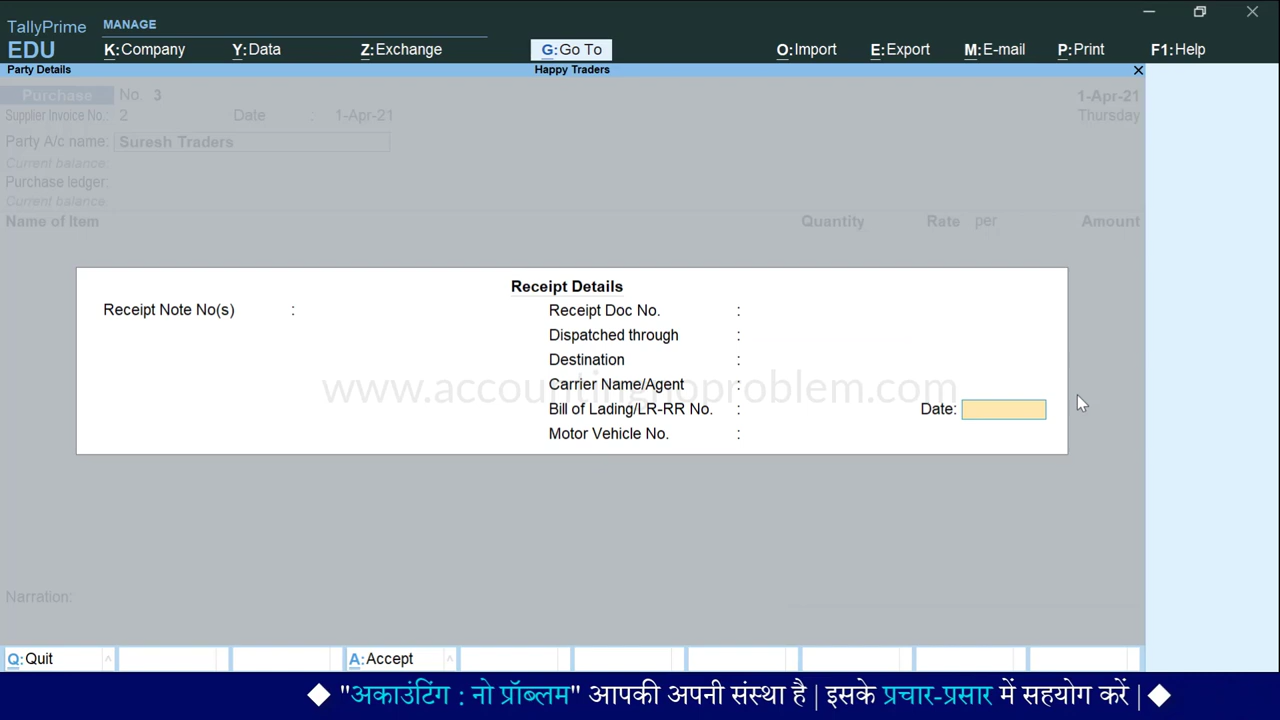 TallyPrime MANAGE
EDU K:Company Y:Data Z:Exchange G:Go To O:Import E:Export M:E-mail P:Print F1:Help
Party Details Happy Traders
Purchase No. 3 1-Apr-21
Supplier Invoice No.: 2 Date : 1-Apr-21 Thursday
Party A/c name: Suresh Traders
Current balance:
Purchase ledger:
Current balance:
Name of Item Quantity Rate per Amount
Receipt Details
Receipt Note No(s) : Receipt Doc No. :
Dispatched through :
Destination :
Carrier Name/Agent :
www.accountingnoproblem.com
Bill of Lading/LR-RR No. : Date:
Motor Vehicle No. :
Narration:
Q:Quit A:Accept
"अकाउंटिंग : नो प्रॉब्लम" आपकी अपनी संस्था है | इसके प्रचार-प्रसार में सहयोग करें |